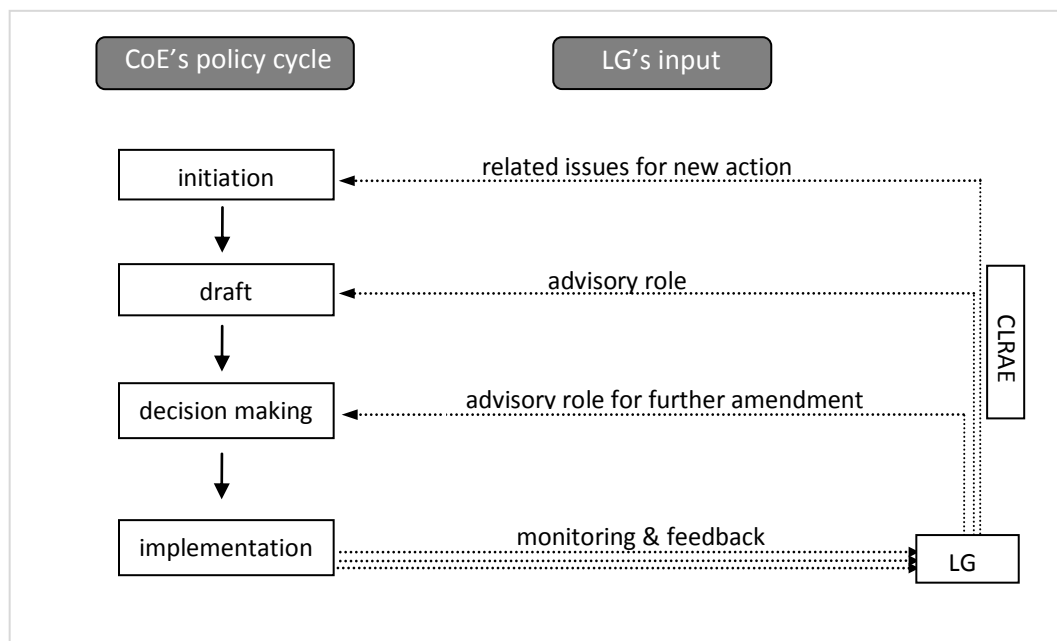 CoE's policy cycle
LG's input
initiation
related issues for new action
draft
advisory role
CLRAE
decision making
advisory role for further amendment
implementation
monitoring & feedback
LG